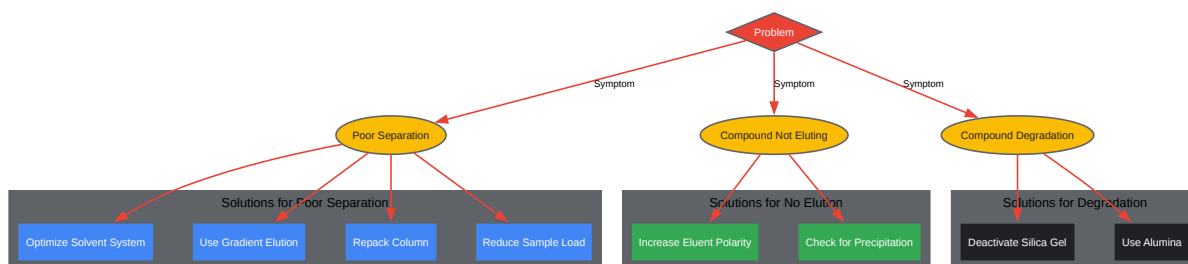 Problem
Symptom
Symptom
Symptom
Poor Separation
Compound Not Eluting
Compound Degradation
Solutions for Poor Separation
Solutions for No Elution
Solutions for Degradation
Optimize Solvent System
Use Gradient Elution
Repack Column
Reduce Sample Load
Increase Eluent Polarity
Check for Precipitation
Deactivate Silica Gel
Use Alumina